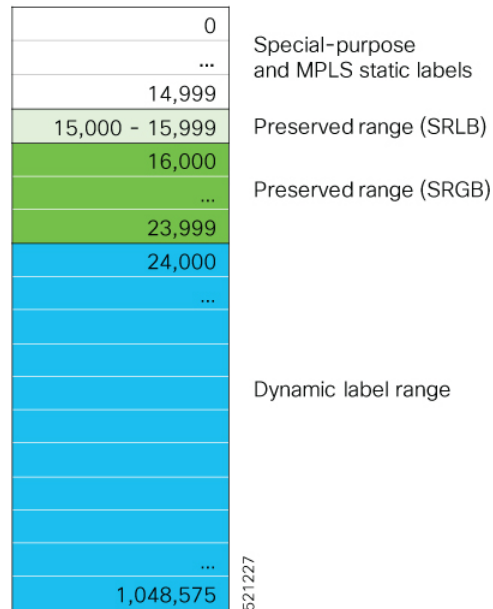 0
Special-purpose
...
and MPLS static labels
14,999
15,000 - 15,999
Preserved range (SRLB)
16,000
...
Preserved range (SRGB)
23,999
24,000
...
Dynamic label range
...
1,048,575
521227